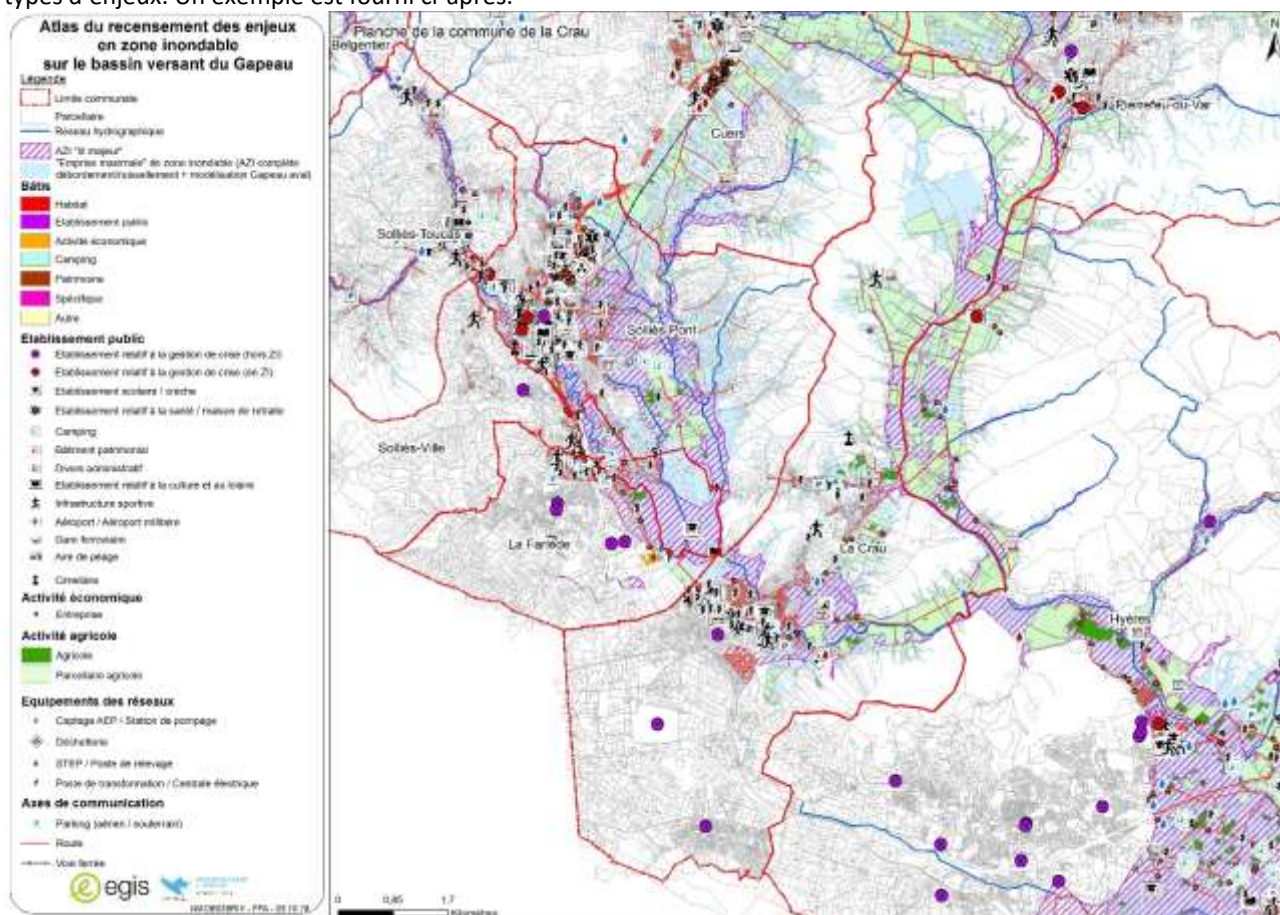 types d'enjeux. Un exemple est fourni ci-après.
Atlas du recensement des enjeux
en zone inondable
sur le bassin versant du Gapeau
Légende
Limite communale
Parcellaire
Réseau hydrographique
AZI "lit majeur"
"Emprise maximale" de zone inondable (AZI complète
débordement/ruissellement + modélisation Gapeau aval)
Bâtis
Habitat
Etablissement public
Activité économique
Camping
Patrimoine
Spécifique
Autre
Etablissement public
Etablissement relatif à la gestion de crise (hors ZI)
Etablissement relatif à la gestion de crise (en ZI)
Etablissement scolaire / crèche
Etablissement relatif à la santé / maison de retraite
Camping
Bâtiment patrimonial
Divers administratif
Etablissement relatif à la culture et au loisirs
Infrastructure sportive
Aéroport / Aéroport militaire
Gare ferroviaire
Aire de péage
Cimetière
Activité économique
Entreprise
Activité agricole
Agricole
Parcellaire agricole
Equipements des réseaux
Captage AEP / Station de pompage
Déchetterie
STEP / Poste de relevage
Poste de transformation / Centrale électrique
Axes de communication
Parking (aérien / souterrain)
Route
Voie ferrée
egis
Planche de la commune de la Crau
Belgentier
Cuers
Pierrefeu-du-Var
Solliès-Toucas
Solliès-Pont
Solliès-Ville
La Farlède
La Crau
Hyères
0 0,85 1,7
Kilomètres